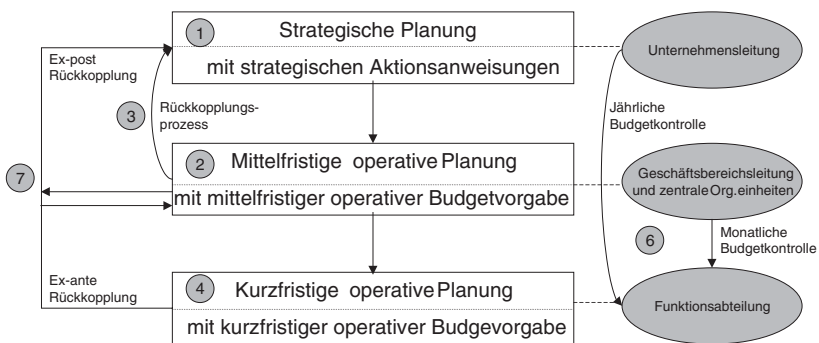 1 Strategische Planung
mit strategischen Aktionsanweisungen
Unternehmensleitung
Ex-post
Rückkopplung
3 Rückkopplungs-
prozess
Jährliche
Budgetkontrolle
2 Mittelfristige operative Planung
mit mittelfristiger operativer Budgetvorgabe
Geschäftsbereichsleitung
und zentrale Org.einheiten
7
6 Monatliche
Budgetkontrolle
Ex-ante
Rückkopplung
4 Kurzfristige operative Planung
mit kurzfristiger operativer Budgevorgabe
Funktionsabteilung